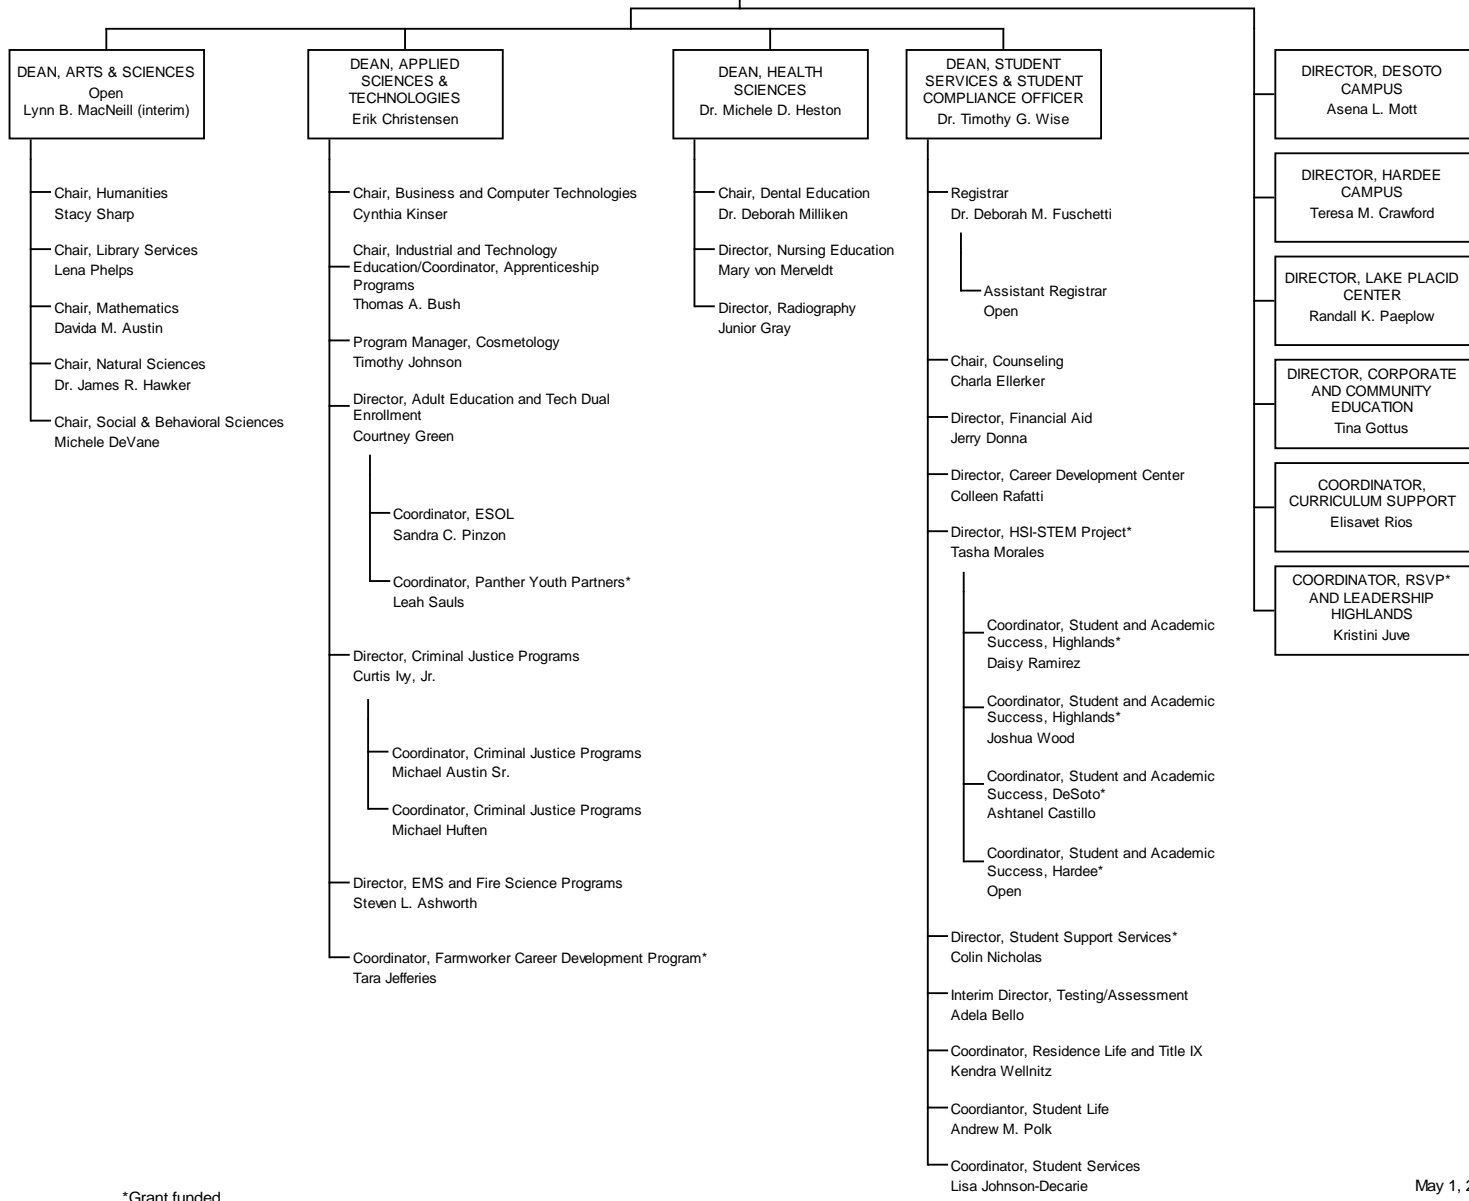 DEAN, ARTS & SCIENCES
Open
Lynn B. MacNeill (interim)
Chair, Humanities
Stacy Sharp
Chair, Library Services
Lena Phelps
Chair, Mathematics
Davida M. Austin
Chair, Natural Sciences
Dr. James R. Hawker
Chair, Social & Behavioral Sciences
Michele DeVane
DEAN, APPLIED
SCIENCES &
TECHNOLOGIES
Erik Christensen
Chair, Business and Computer Technologies
Cynthia Kinser
Chair, Industrial and Technology
Education/Coordinator, Apprenticeship
Programs
Thomas A. Bush
Program Manager, Cosmetology
Timothy Johnson
Director, Adult Education and Tech Dual
Enrollment
Courtney Green
Coordinator, ESOL
Sandra C. Pinzon
Coordinator, Panther Youth Partners*
Leah Sauls
Director, Criminal Justice Programs
Curtis Ivy, Jr.
Coordinator, Criminal Justice Programs
Michael Austin Sr.
Coordinator, Criminal Justice Programs
Michael Huften
Director, EMS and Fire Science Programs
Steven L. Ashworth
Coordinator, Farmworker Career Development Program*
Tara Jefferies
DEAN, HEALTH
SCIENCES
Dr. Michele D. Heston
Chair, Dental Education
Dr. Deborah Milliken
Director, Nursing Education
Mary von Merveldt
Director, Radiography
Junior Gray
DEAN, STUDENT
SERVICES & STUDENT
COMPLIANCE OFFICER
Dr. Timothy G. Wise
Registrar
Dr. Deborah M. Fuschetti
Assistant Registrar
Open
Chair, Counseling
Charla Ellerker
Director, Financial Aid
Jerry Donna
Director, Career Development Center
Colleen Rafatti
Director, HSI-STEM Project*
Tasha Morales
Coordinator, Student and Academic
Success, Highlands*
Daisy Ramirez
Coordinator, Student and Academic
Success, Highlands*
Joshua Wood
Coordinator, Student and Academic
Success, DeSoto*
Ashtanel Castillo
Coordinator, Student and Academic
Success, Hardee*
Open
Director, Student Support Services*
Colin Nicholas
Interim Director, Testing/Assessment
Adela Bello
Coordinator, Residence Life and Title IX
Kendra Wellnitz
Coordiantor, Student Life
Andrew M. Polk
Coordinator, Student Services
Lisa Johnson-Decarie
DIRECTOR, DESOTO
CAMPUS
Asena L. Mott
DIRECTOR, HARDEE
CAMPUS
Teresa M. Crawford
DIRECTOR, LAKE PLACID
CENTER
Randall K. Paeplow
DIRECTOR, CORPORATE
AND COMMUNITY
EDUCATION
Tina Gottus
COORDINATOR,
CURRICULUM SUPPORT
Elisavet Rios
COORDINATOR, RSVP*
AND LEADERSHIP
HIGHLANDS
Kristini Juve
*Grant funded
May 1, 2